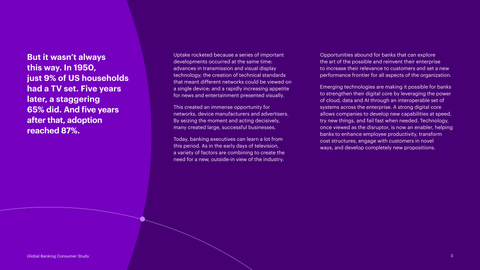 But it wasn't always
this way. In 1950,
just 9% of US households
had a TV set. Five years
later, a staggering
65% did. And five years
after that, adoption
reached 87%.
Uptake rocketed because a series of important
developments occurred at the same time:
advances in transmission and visual display
technology; the creation of technical standards
that meant different networks could be viewed on
a single device; and a rapidly increasing appetite
for news and entertainment presented visually.
This created an immense opportunity for
networks, device manufacturers and advertisers.
By seizing the moment and acting decisively,
many created large, successful businesses.
Today, banking executives can learn a lot from
this period. As in the early days of television,
a variety of factors are combining to create the
need for a new, outside-in view of the industry.
Opportunities abound for banks that can explore
the art of the possible and reinvent their enterprise
to increase their relevance to customers and set a new
performance frontier for all aspects of the organization.
Emerging technologies are making it possible for banks
to strengthen their digital core by leveraging the power
of cloud, data and AI through an interoperable set of
systems across the enterprise. A strong digital core
allows companies to develop new capabilities at speed,
try new things, and fail fast when needed. Technology,
once viewed as the disruptor, is now an enabler, helping
banks to enhance employee productivity, transform
cost structures, engage with customers in novel
ways, and develop completely new propositions.
Global Banking Consumer Study
3